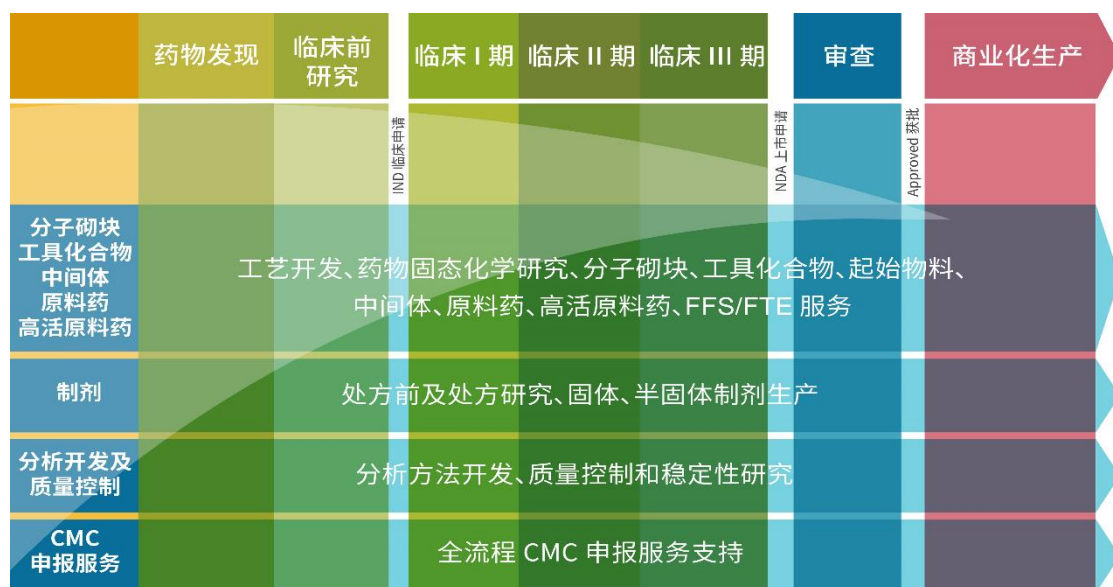 药物发现
临床前
研究
临床 I 期
临床 II 期
临床 III 期
审查
商业化生产
IND 临床申请
NDA 上市申请
Approved 获批
分子砌块
工具化合物
中间体
原料药
高活原料药
工艺开发、药物固态化学研究、分子砌块、工具化合物、起始物料、
中间体、原料药、高活原料药、FFS/FTE 服务
制剂
处方前及处方研究、固体、半固体制剂生产
分析开发及
质量控制
分析方法开发、质量控制和稳定性研究
CMC
申报服务
全流程 CMC 申报服务支持